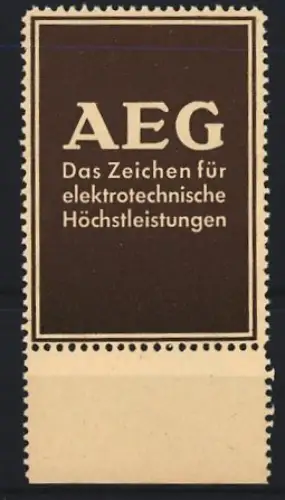 AEG
Das Zeichen für
elektrotechnische
Höchstleistungen